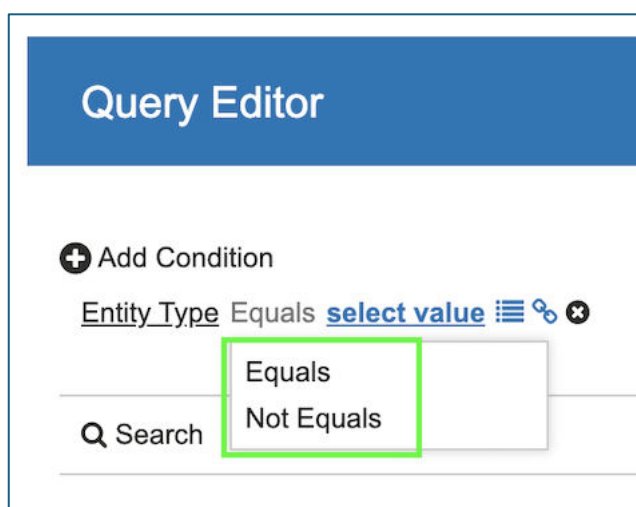 Query Editor
Add Condition
Entity Type Equals select value
Equals
Not Equals
Search